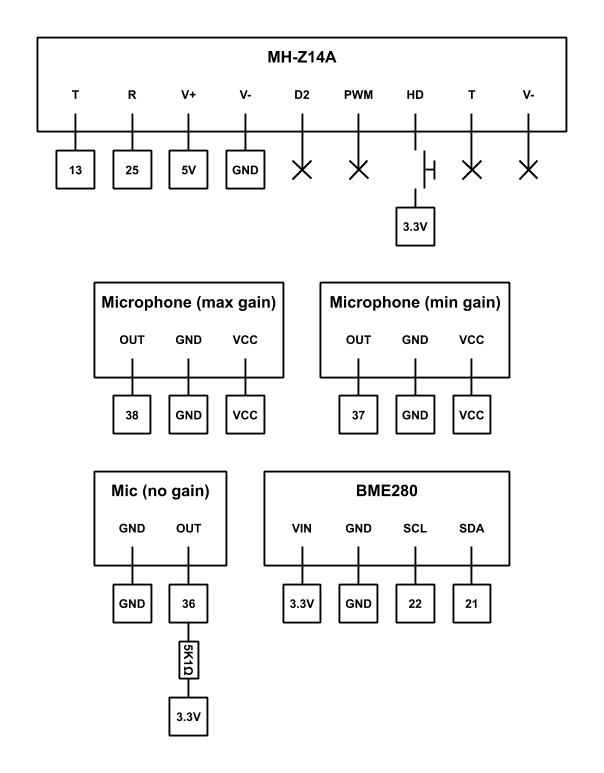 MH-Z14A
T R V+ V- D2 PWM HD T V-
13 25 5V GND
3.3V
Microphone (max gain)
OUT GND VCC
38 GND VCC
Microphone (min gain)
OUT GND VCC
37 GND VCC
Mic (no gain)
GND OUT
GND 36
5K1Ω
3.3V
BME280
VIN GND SCL SDA
3.3V GND 22 21